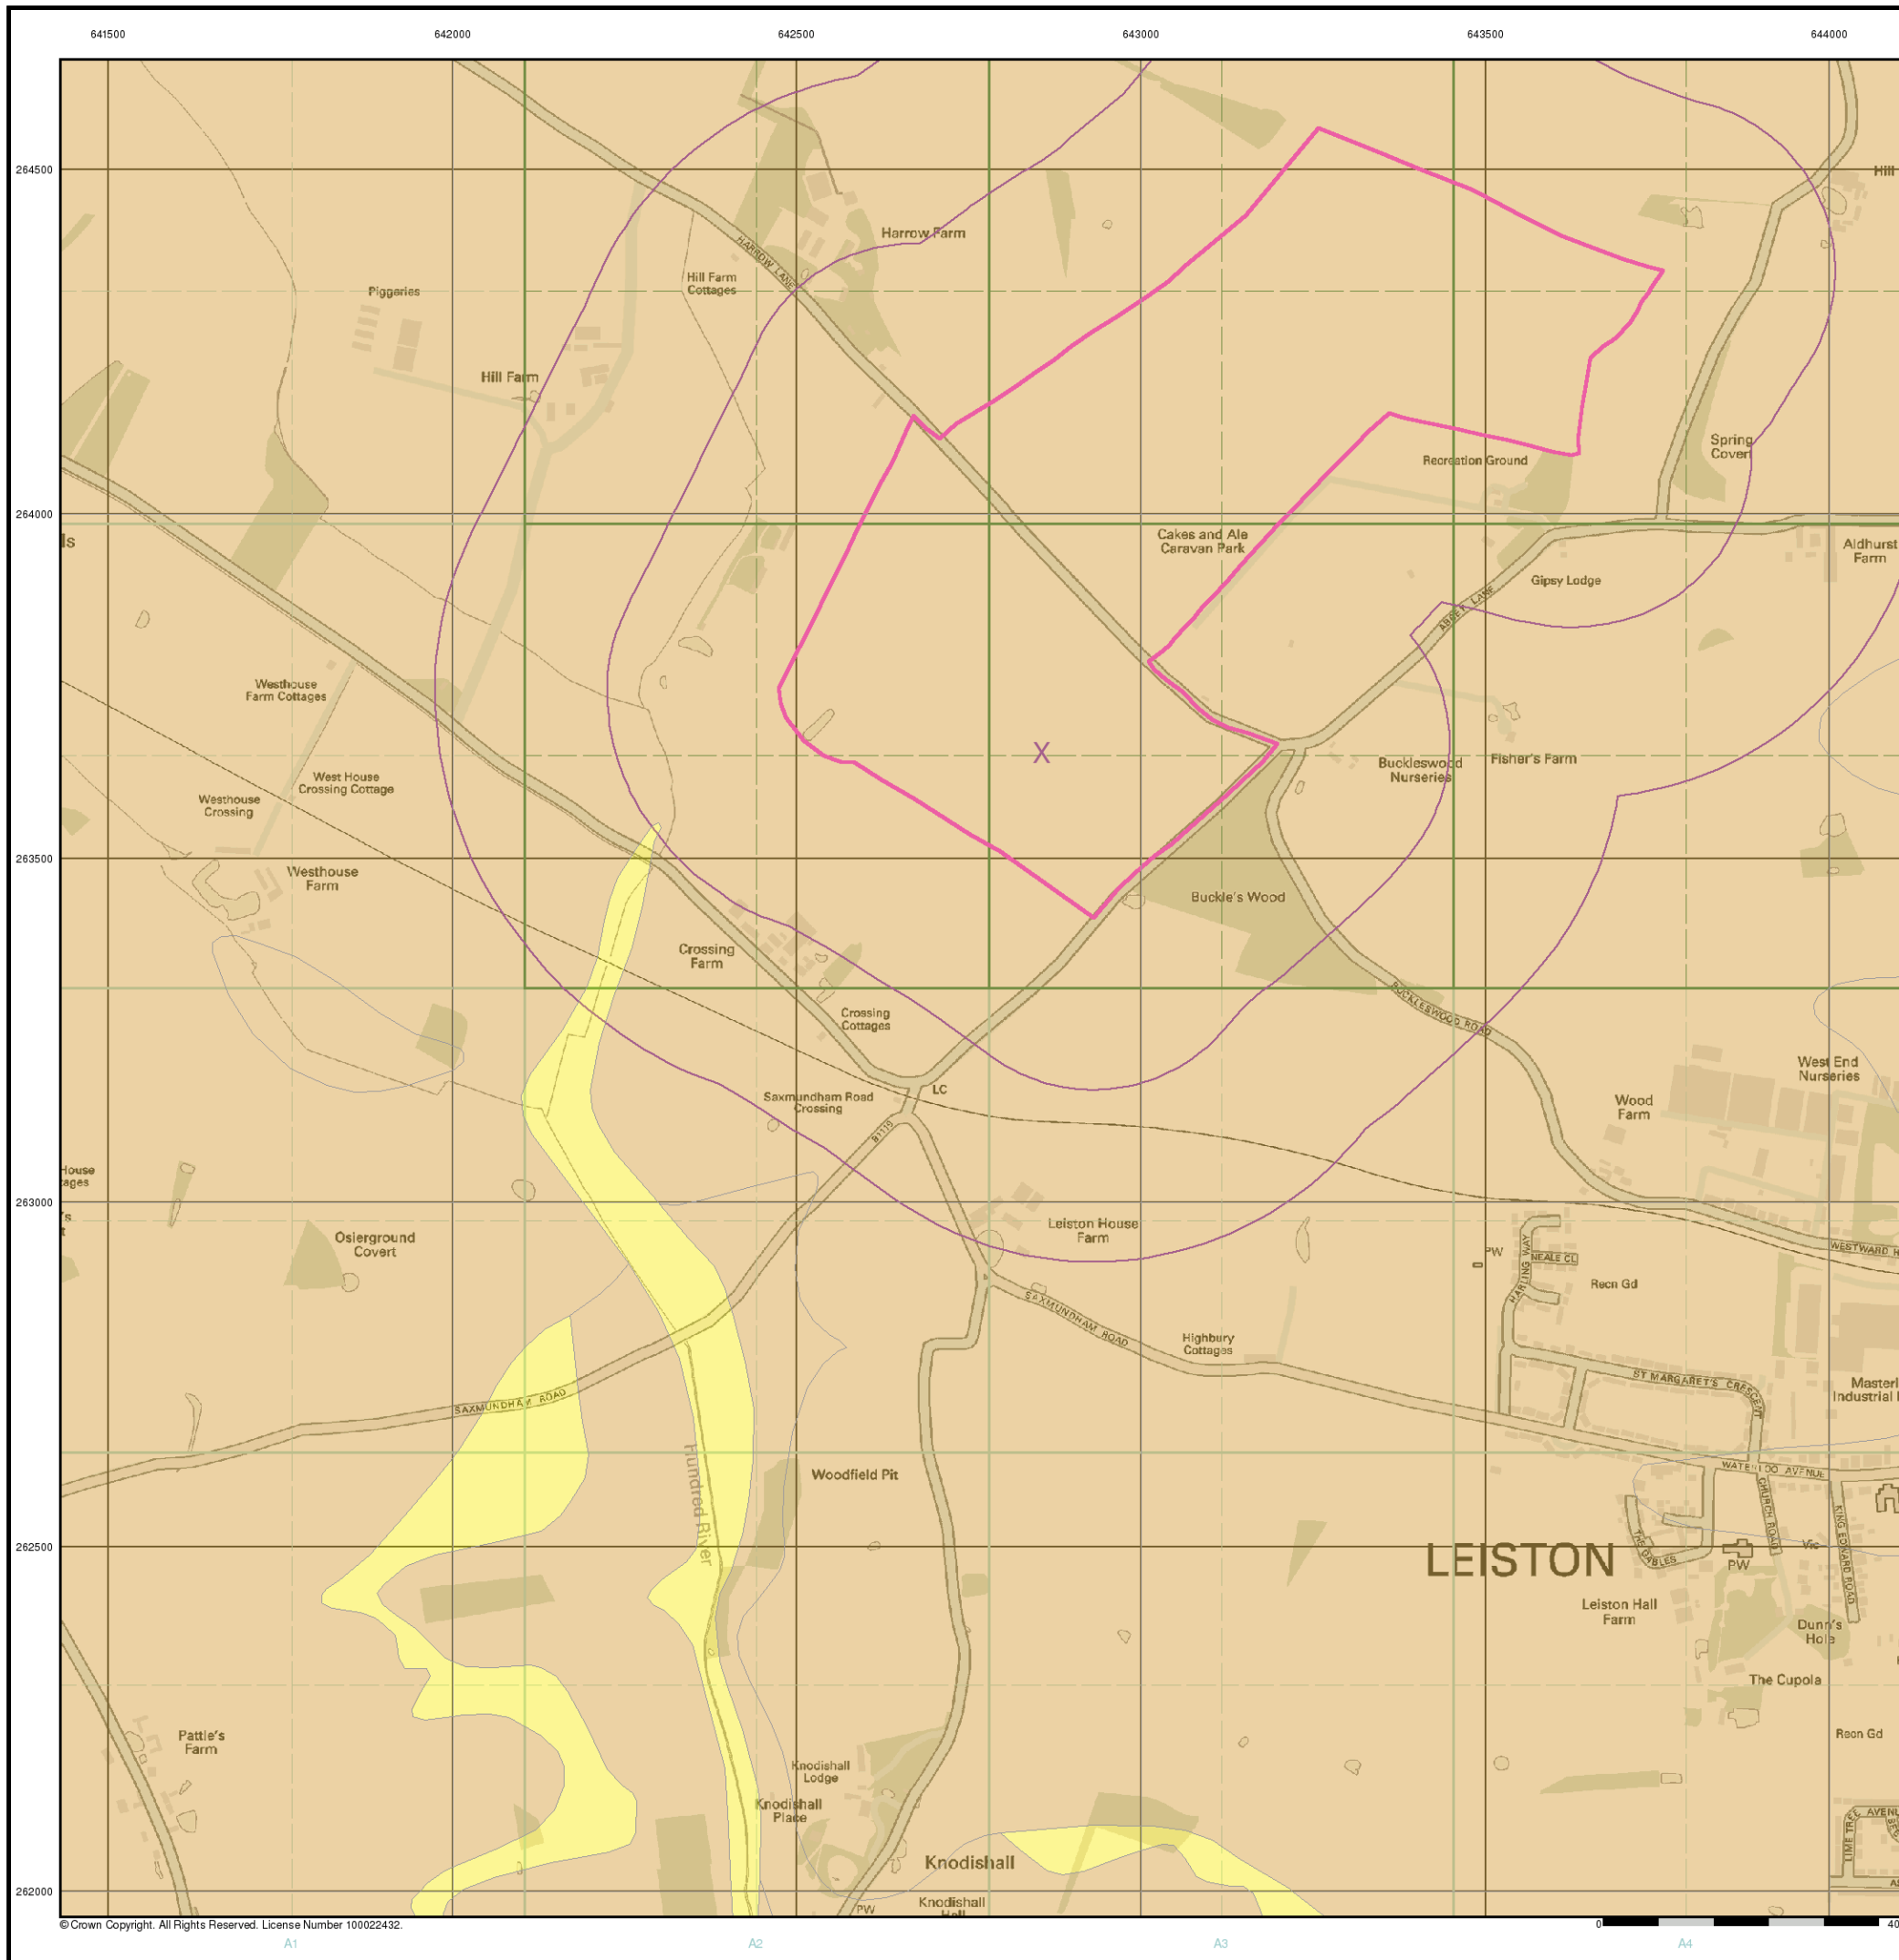 641500 642000 642500 643000 643500 644000
264500
Hill
Harrow Farm
HARROW LANE
Hill Farm
Cottages
Piggeries
Hill Farm
Spring
Covert
Recreation Ground
264000
ls
Cakes and Ale
Caravan Park
Aldhurst
Farm
Gipsy Lodge
ABBEY LANE
Westhouse
Farm Cottages
X
Buckleswood
Nurseries
Fisher's Farm
West House
Crossing Cottage
Westhouse
Crossing
263500
Westhouse
Farm
Buckle's Wood
Crossing
Farm
BUCKLESWOOD ROAD
Crossing
Cottages
West End
Nurseries
LC
Saxmundham Road
Crossing
Wood
Farm
B1119
House
tages
263000
's
t
Osierground
Covert
Leiston House
Farm
PW
HARLING WAY
NEALE CL
WESTWARD H
Recn Gd
SAXMUNDHAM ROAD
Highbury
Cottages
ST MARGARET'S CRESCENT
Masterl
Industrial
SAXMUNDHAM ROAD
Hundred River
Woodfield Pit
WATERLOO AVENUE
CHURCH ROAD
KING EDWARD ROAD
262500
LEISTON
THE GABLES
PW
Vic
Leiston Hall
Farm
Dunn's
Hole
The Cupola
Pattle's
Farm
Recn Gd
Knodishall
Lodge
Knodishall
Place
LIME TREE AVENU
Knodishall
262000
Knodishall
Hall
PW
AS
© Crown Copyright. All Rights Reserved. License Number 100022432.
0 40
A1 A2 A3 A4